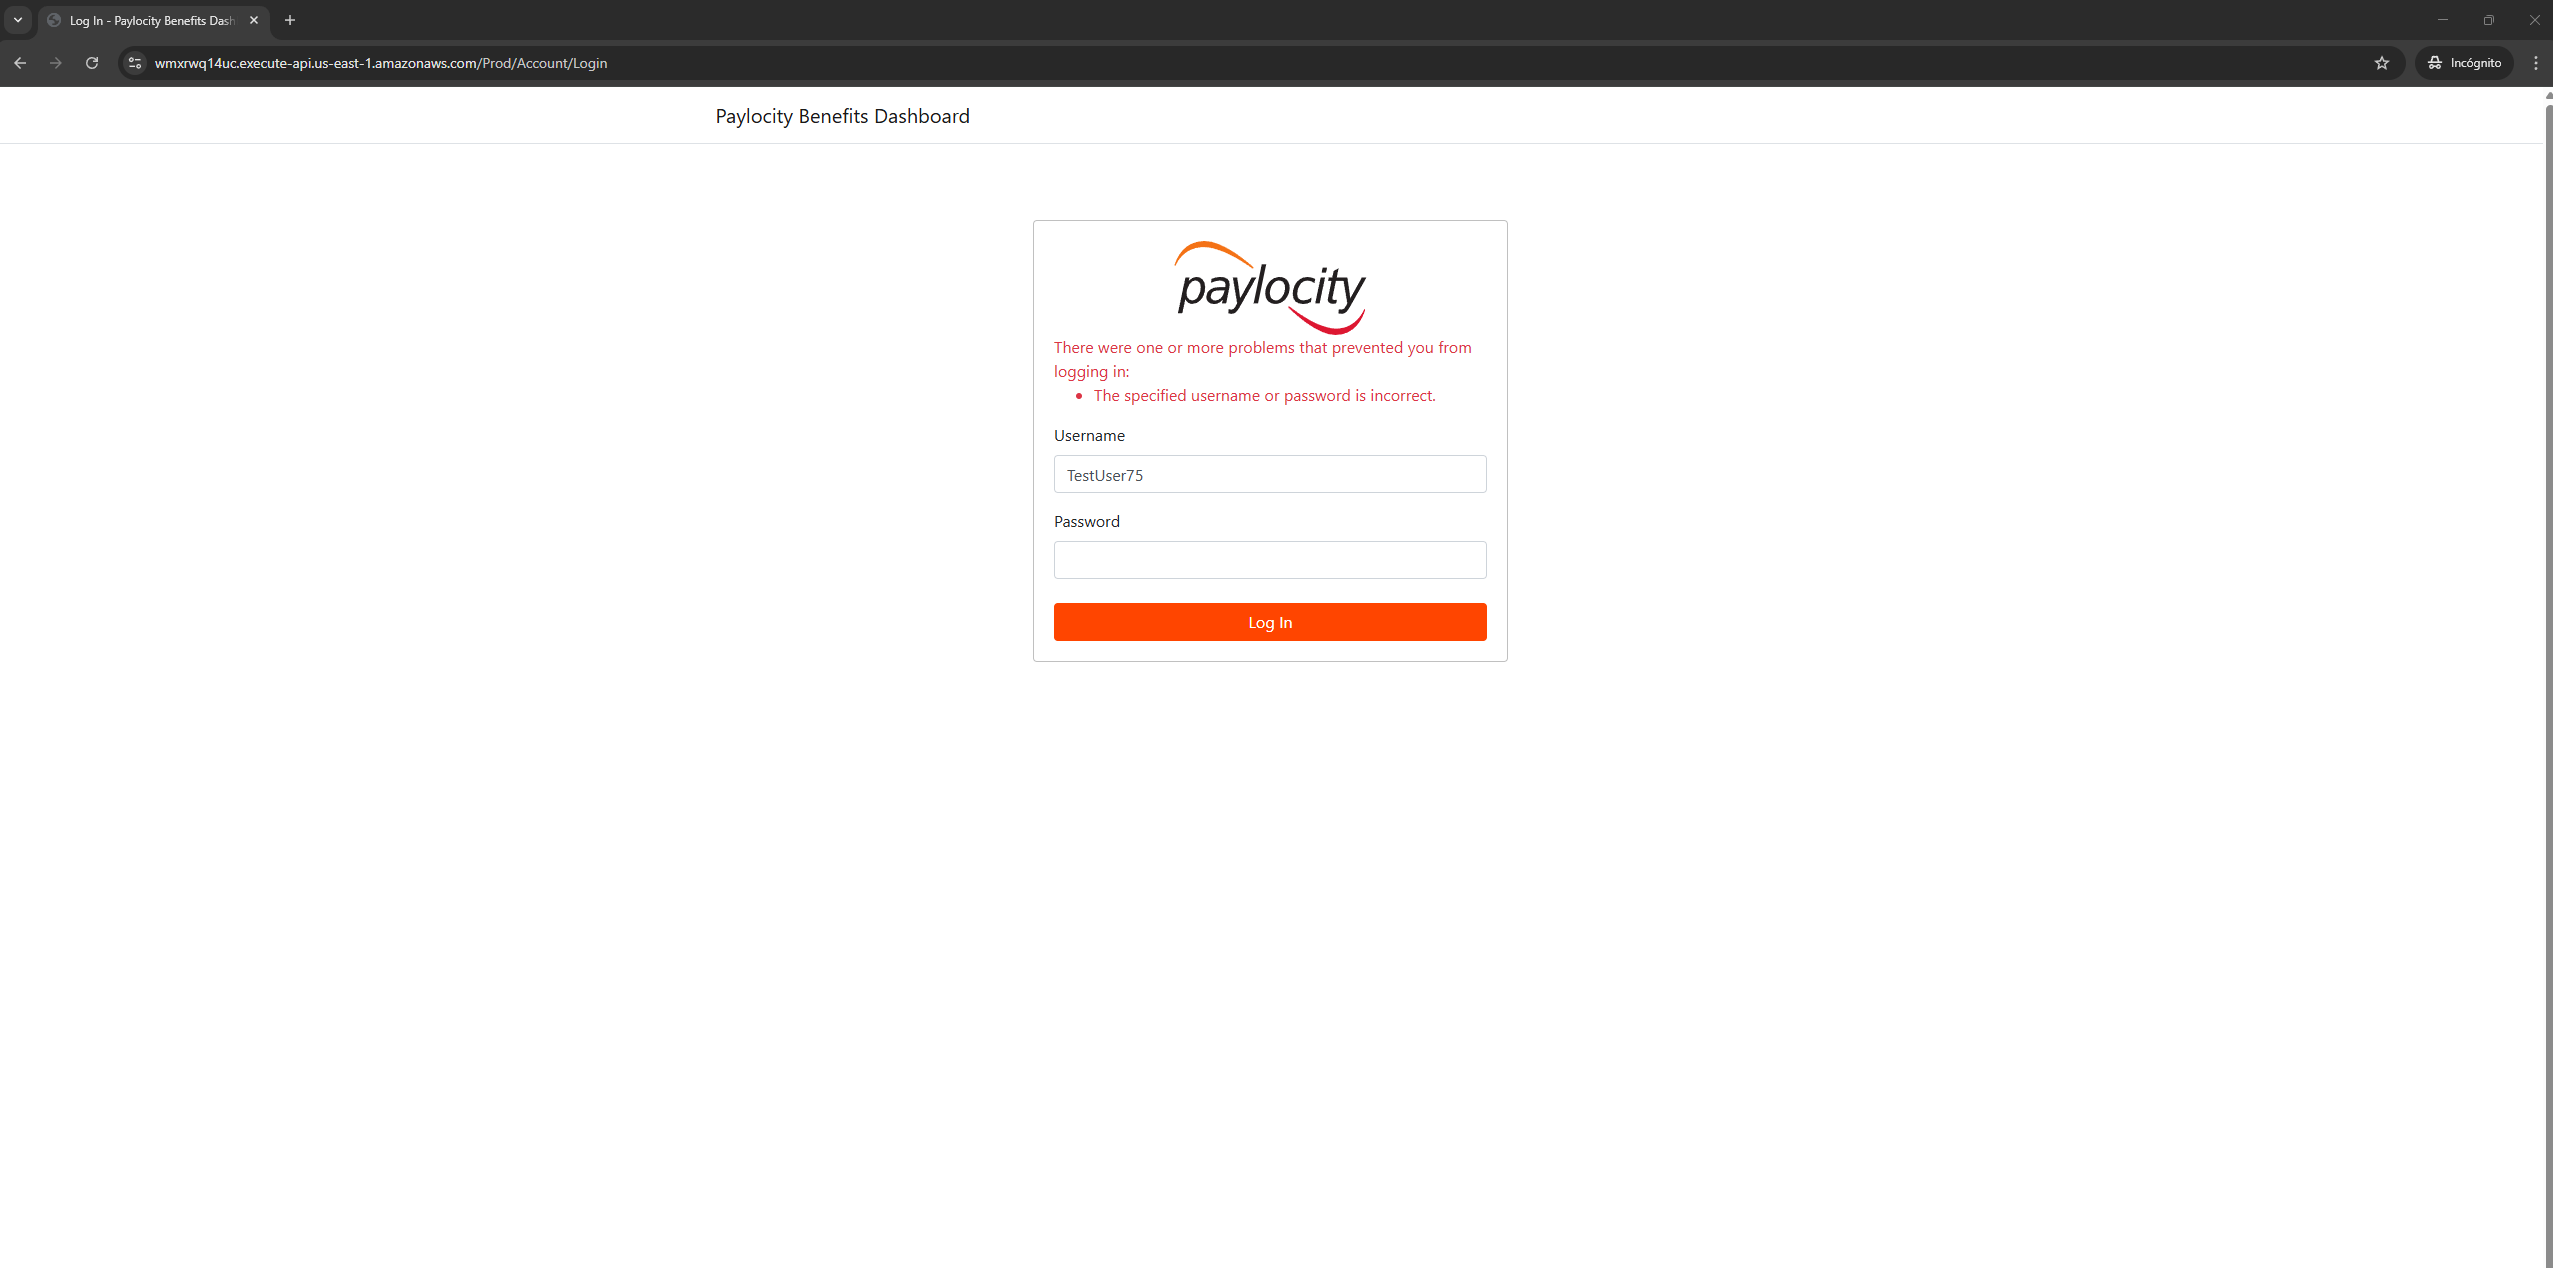 Log In - Paylocity Benefits Dash
wmxrwq14uc.execute-api.us-east-1.amazonaws.com/Prod/Account/Login
Incógnito
Paylocity Benefits Dashboard
paylocity
There were one or more problems that prevented you from
logging in:
• The specified username or password is incorrect.
Username
TestUser75
Password
Log In